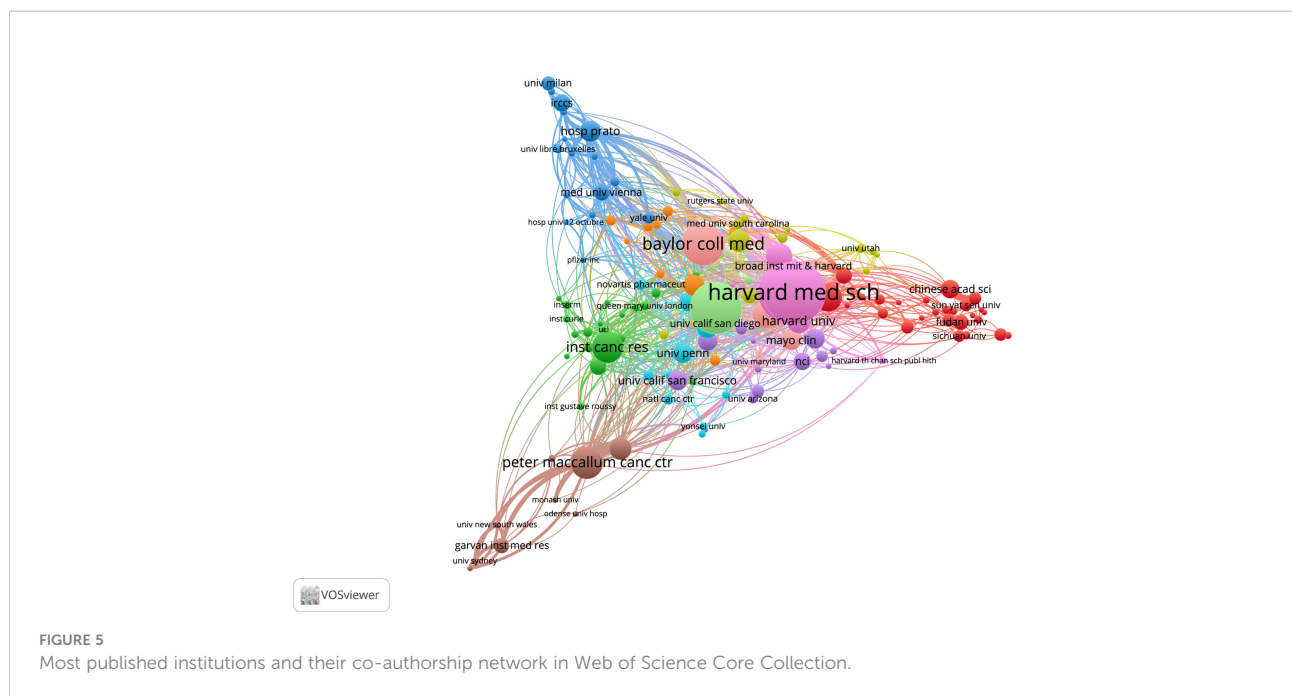 univ milan
irccs
hosp prato
univ libre bruxelles
med univ vienna
rutgers state univ
hosp univ 12 octubre
yale univ
med univ south carolina
baylor coll med
univ utah
pfizer inc
broad inst mit & harvard
novartis pharmaceut
harvard med sch
chinese acad sci
inserm
queen mary univ london
sun yat sen univ
inst curie
univ calif san diego
harvard univ
fudan univ
uci
sichuan univ
inst canc res
mayo clin
univ penn
univ maryland
nci
harvard th chan sch publ hlth
univ calif san francisco
natl canc ctr
univ arizona
inst gustave roussy
yonsei univ
peter maccallum canc ctr
monash univ
odense univ hosp
univ new south wales
garvan inst med res
univ sydney
VOSviewer
FIGURE 5
Most published institutions and their co-authorship network in Web of Science Core Collection.